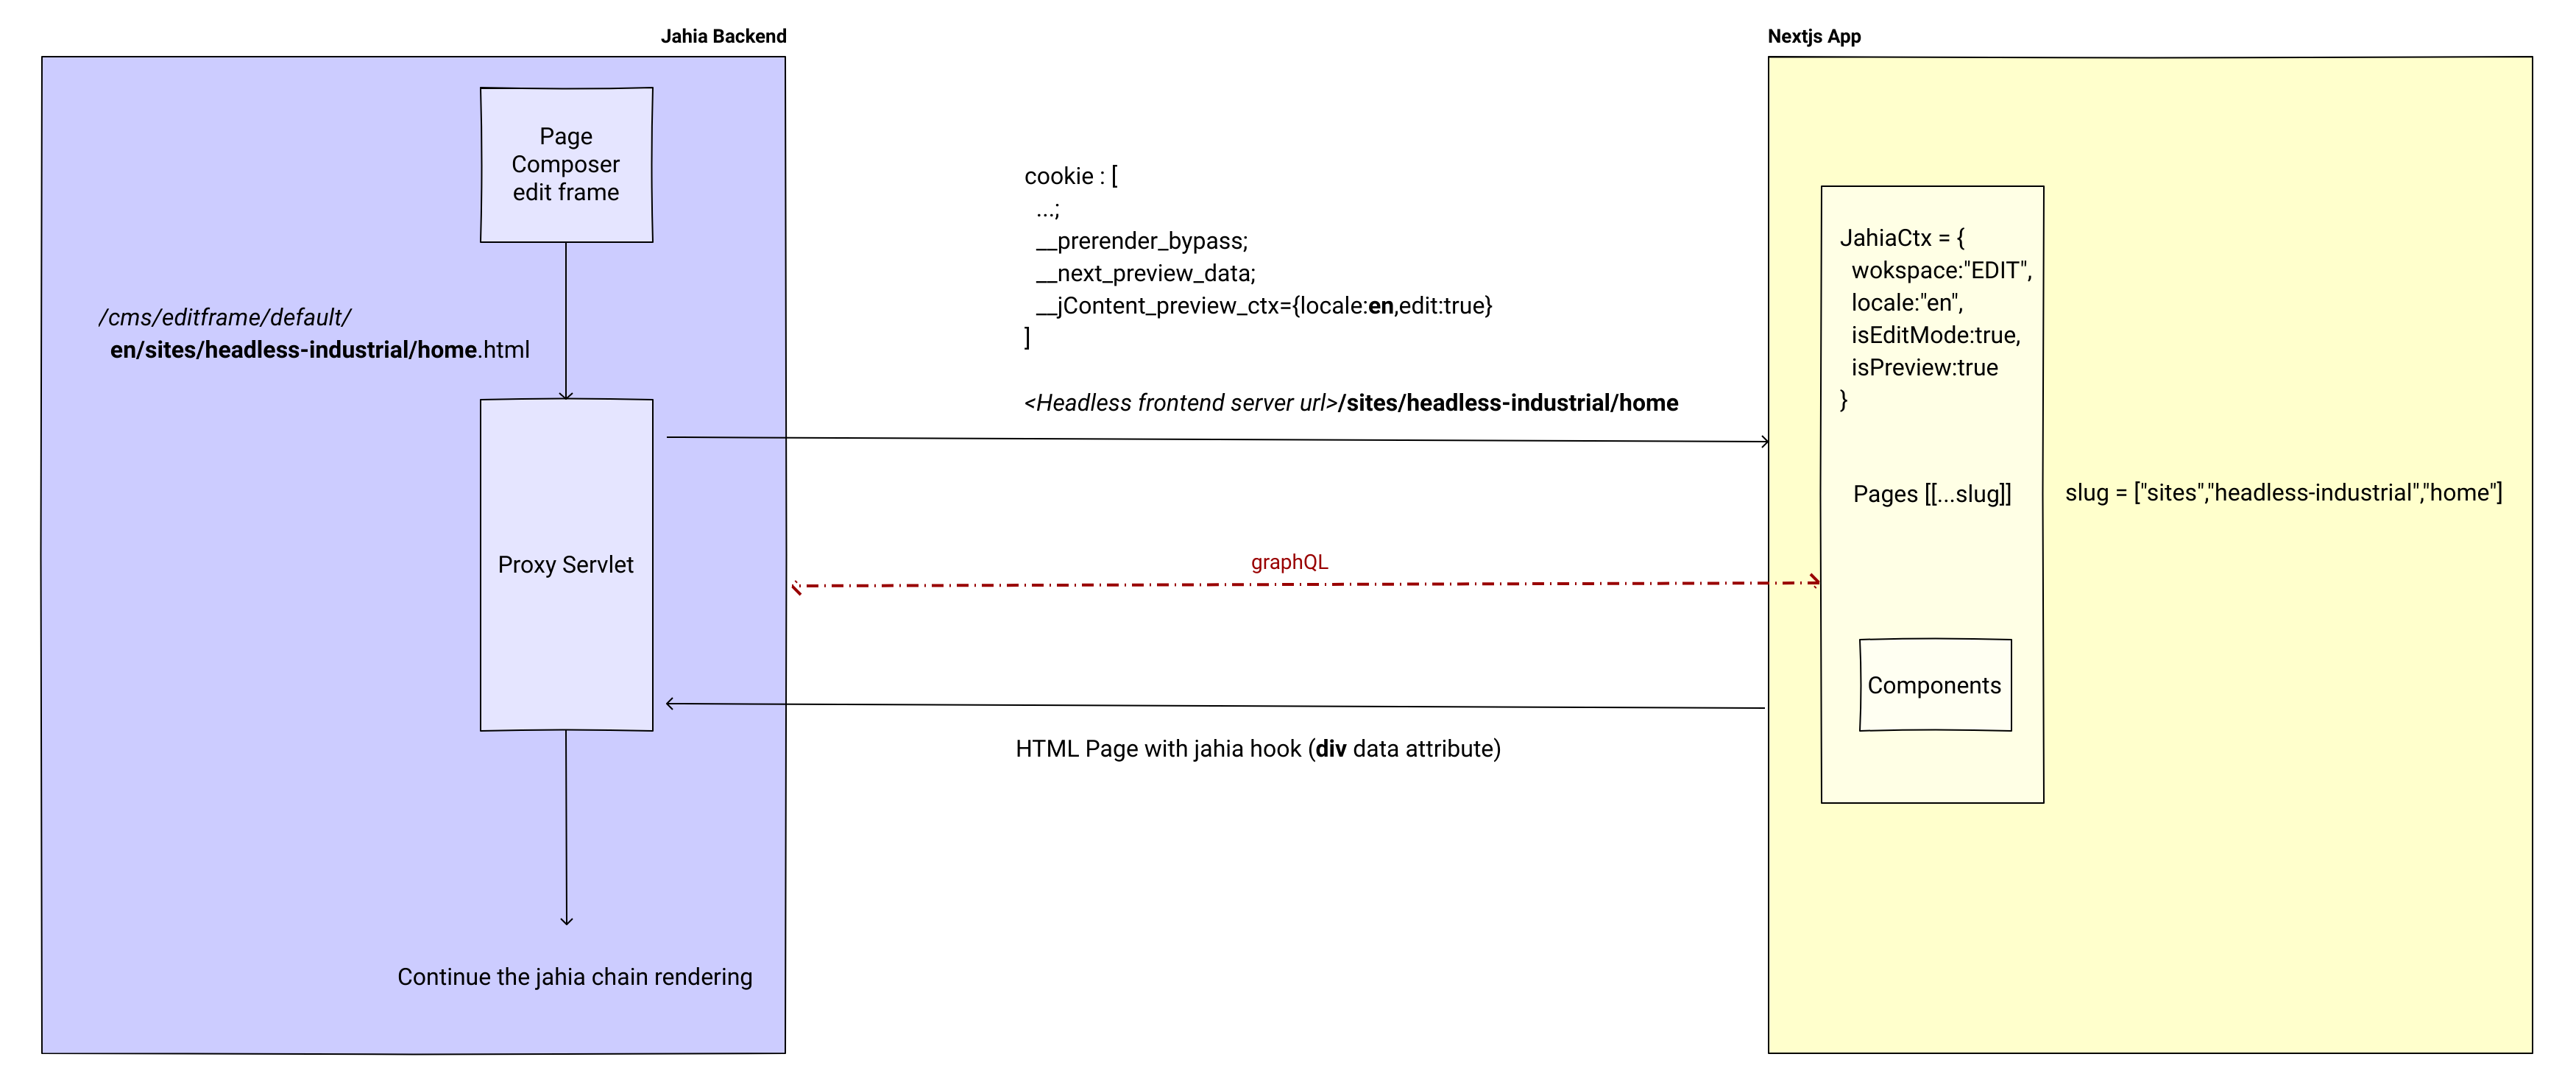 Jahia Backend
Page
Composer
edit frame
/cms/editframe/default/
en/sites/headless-industrial/home.html
Proxy Servlet
Continue the jahia chain rendering
cookie : [
...;
__prerender_bypass;
__next_preview_data;
__jContent_preview_ctx={locale:en,edit:true}
]
<Headless frontend server url>/sites/headless-industrial/home
graphQL
HTML Page with jahia hook (div data attribute)
Nextjs App
JahiaCtx = {
wokspace:"EDIT",
locale:"en",
isEditMode:true,
isPreview:true
}
Pages [[...slug]]
slug = ["sites","headless-industrial","home"]
Components